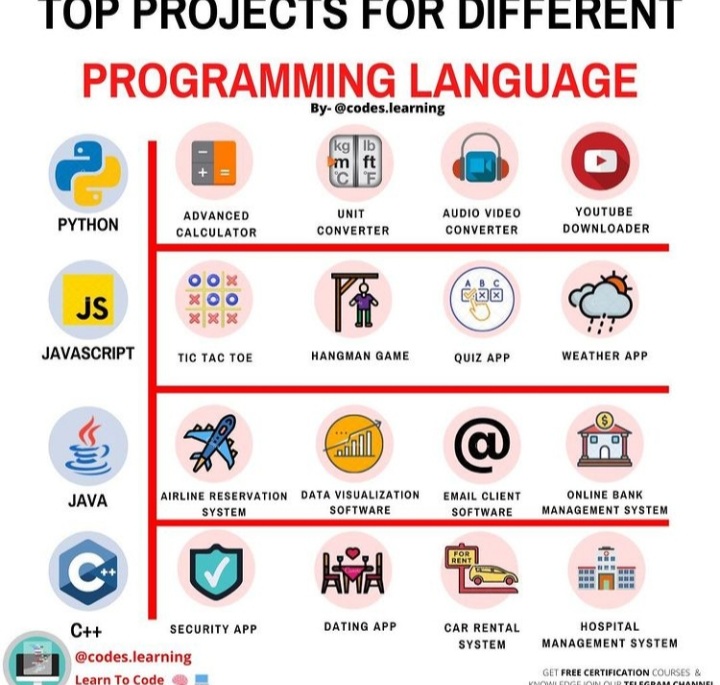 TOP PROJECTS FOR DIFFERENT
PROGRAMMING LANGUAGE
By- @codes.learning
kg lb
m ft
°C °F
PYTHON
ADVANCED
CALCULATOR
UNIT
CONVERTER
AUDIO VIDEO
CONVERTER
YOUTUBE
DOWNLOADER
JS
A B C
JAVASCRIPT
TIC TAC TOE
HANGMAN GAME
QUIZ APP
WEATHER APP
@
JAVA
AIRLINE RESERVATION
SYSTEM
DATA VISUALIZATION
SOFTWARE
EMAIL CLIENT
SOFTWARE
ONLINE BANK
MANAGEMENT SYSTEM
C++
FOR
RENT
C++
SECURITY APP
DATING APP
CAR RENTAL
SYSTEM
HOSPITAL
MANAGEMENT SYSTEM
@codes.learning
Learn To Code
GET FREE CERTIFICATION COURSES &
KNOWLEDGE JOIN OUR TELEGRAM CHANNEL